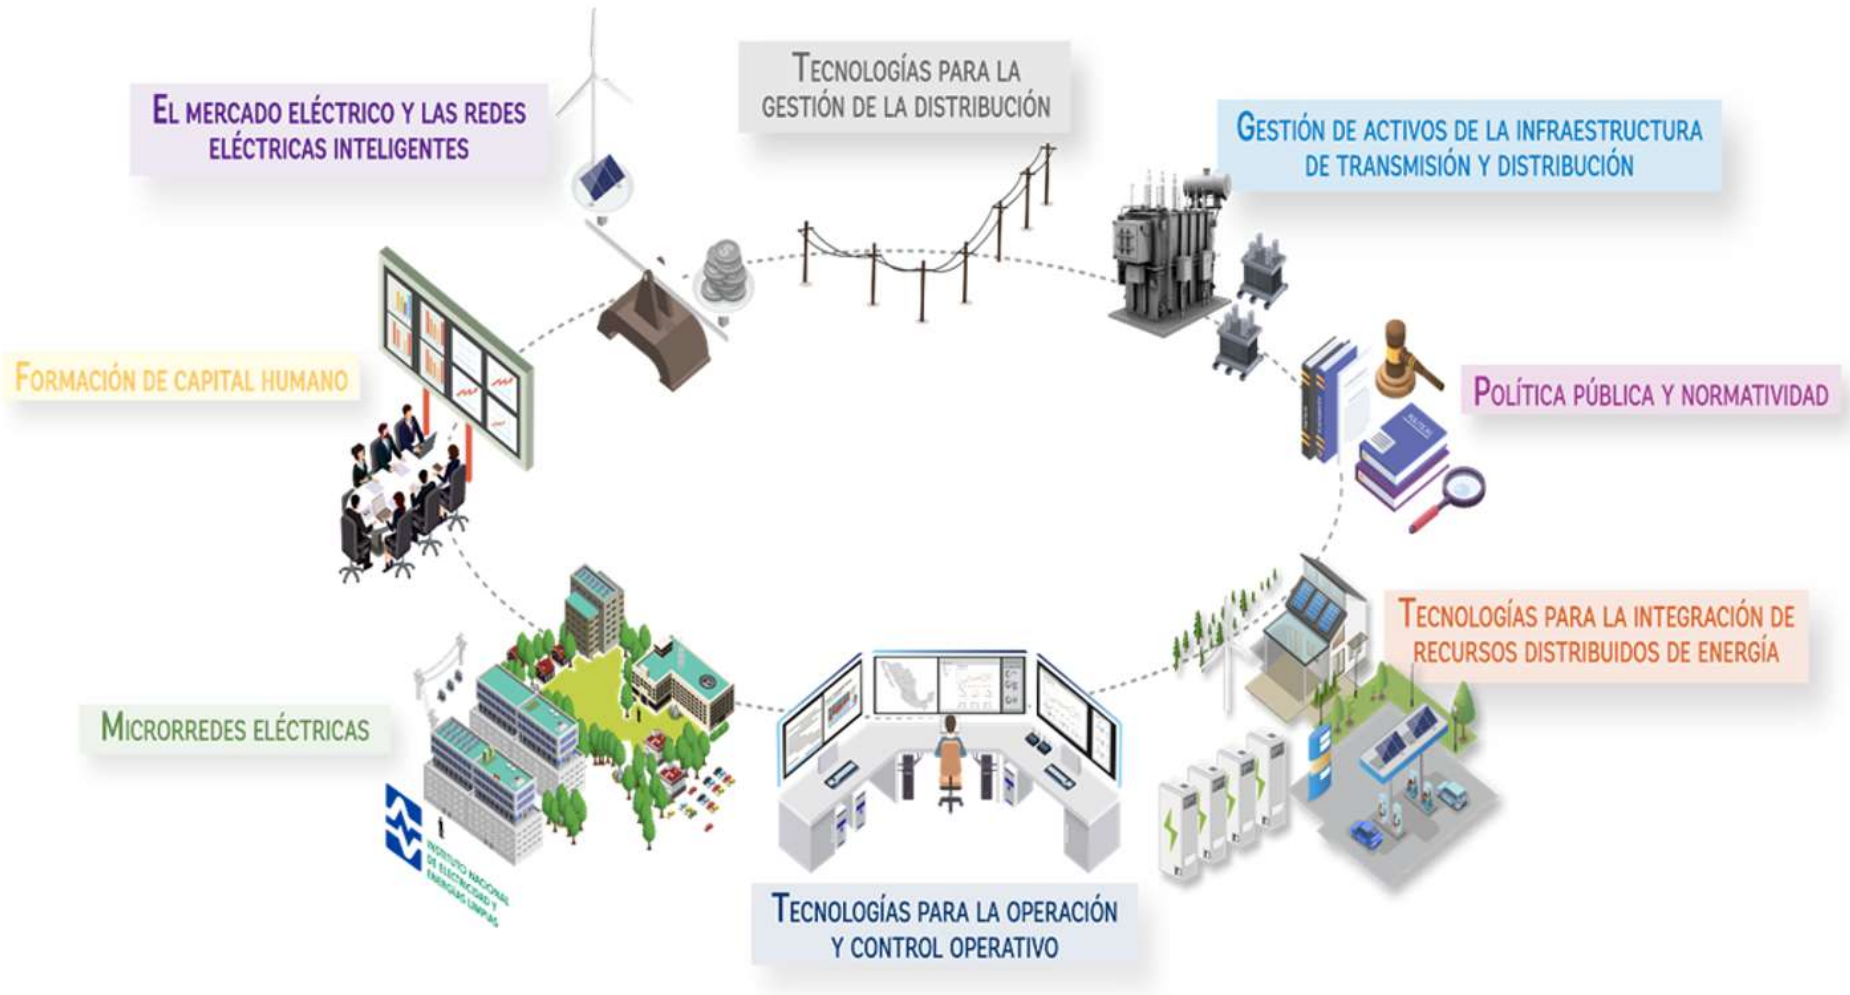 TECNOLOGÍAS PARA LA
GESTIÓN DE LA DISTRIBUCIÓN
EL MERCADO ELÉCTRICO Y LAS REDES
ELÉCTRICAS INTELIGENTES
GESTIÓN DE ACTIVOS DE LA INFRAESTRUCTURA
DE TRANSMISIÓN Y DISTRIBUCIÓN
FORMACIÓN DE CAPITAL HUMANO
POLÍTICA PÚBLICA Y NORMATIVIDAD
TECNOLOGÍAS PARA LA INTEGRACIÓN DE
RECURSOS DISTRIBUIDOS DE ENERGÍA
MICRORREDES ELÉCTRICAS
INSTITUTO NACIONAL
DE ELECTRICIDAD Y
ENERGÍAS LIMPIAS
TECNOLOGÍAS PARA LA OPERACIÓN
Y CONTROL OPERATIVO